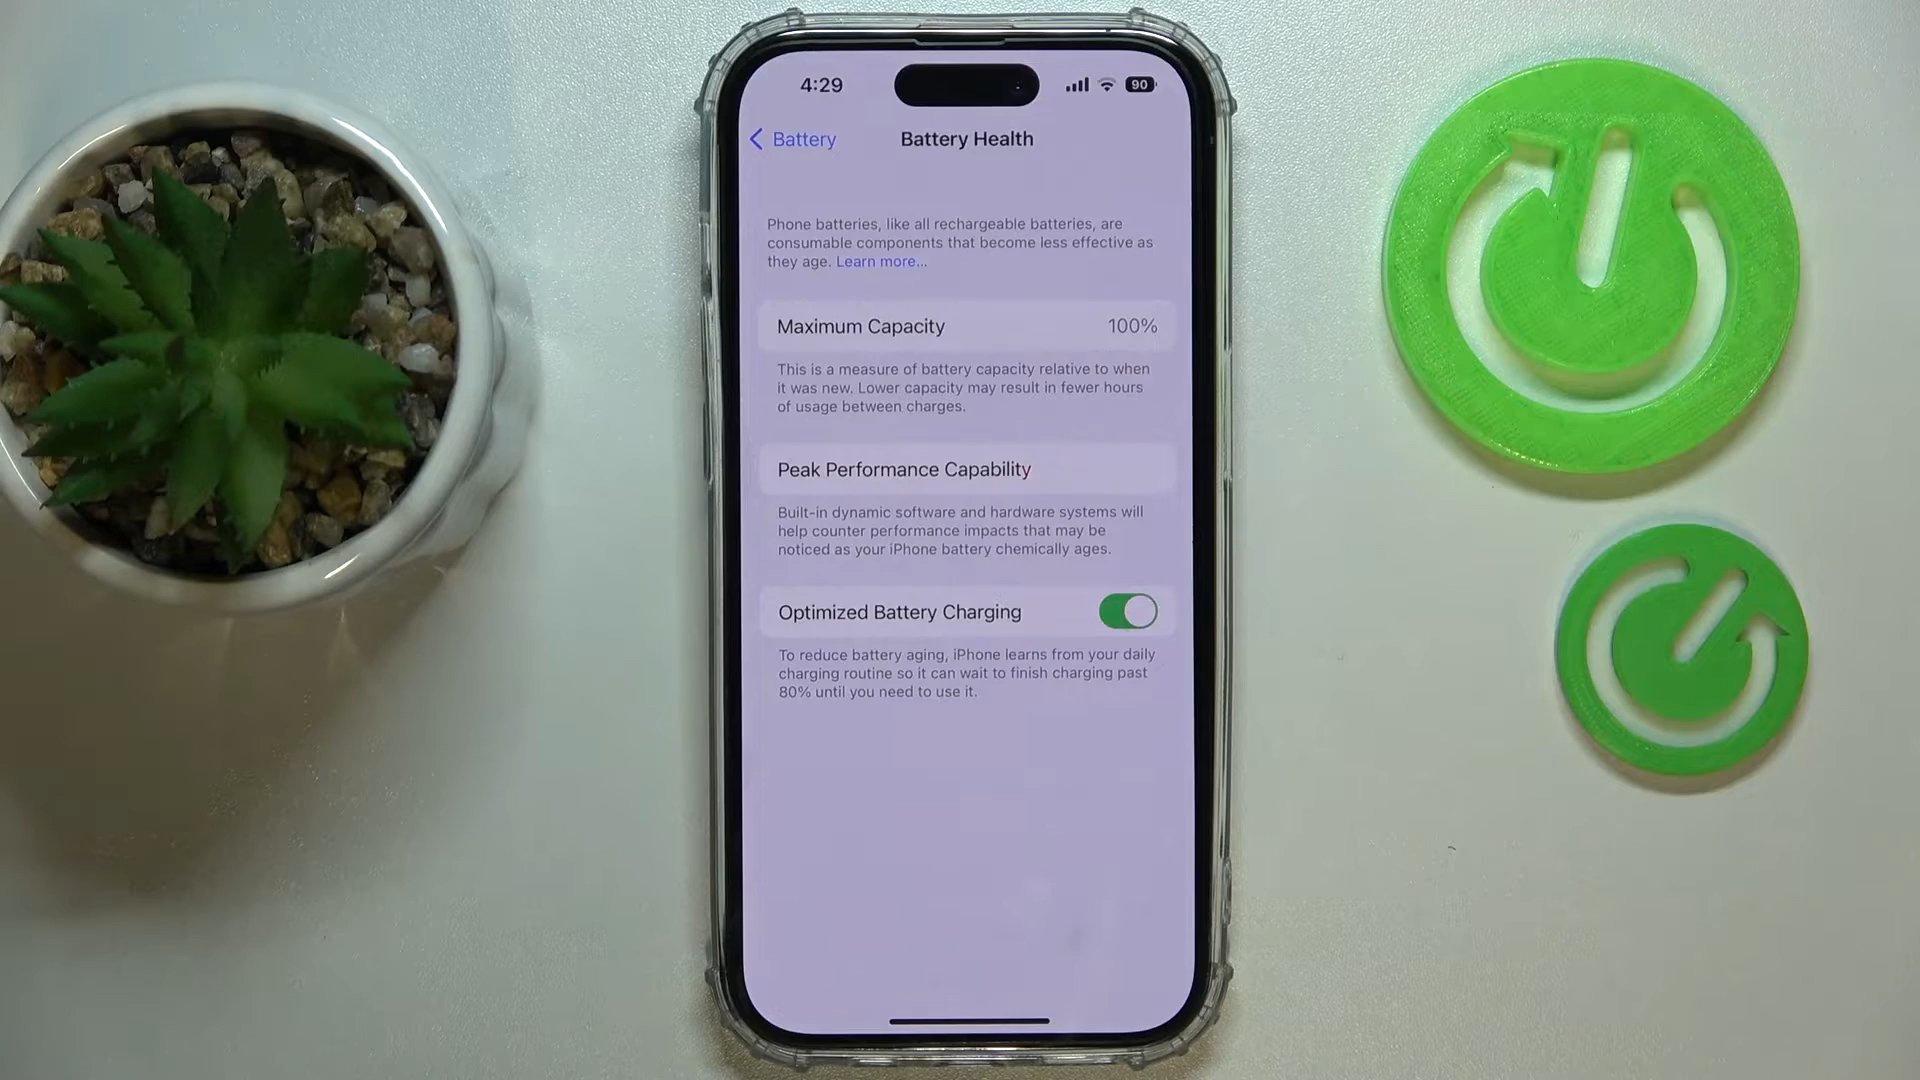 4:29
90
Battery
Battery Health
Phone batteries, like all rechargeable batteries, are
consumable components that become less effective as
they age. Learn more...
Maximum Capacity 100%
This is a measure of battery capacity relative to when
it was new. Lower capacity may result in fewer hours
of usage between charges.
Peak Performance Capability
Built-in dynamic software and hardware systems will
help counter performance impacts that may be
noticed as your iPhone battery chemically ages.
Optimized Battery Charging
To reduce battery aging, iPhone learns from your daily
charging routine so it can wait to finish charging past
80% until you need to use it.